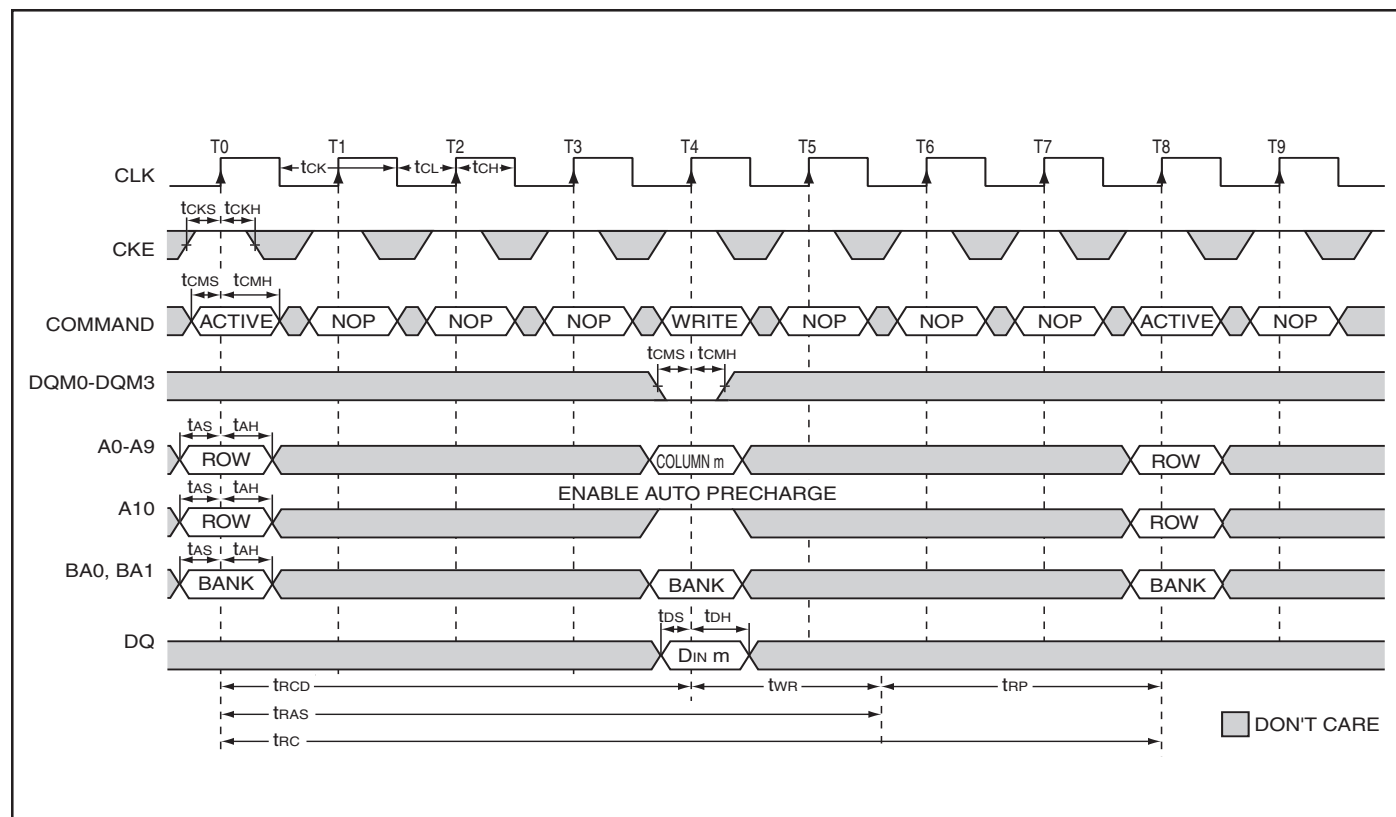 T0 T1 T2 T3 T4 T5 T6 T7 T8 T9
CLK tCK tCL tCH
tCKS tCKH
CKE
tCMS tCMH
COMMAND ACTIVE NOP NOP NOP WRITE NOP NOP NOP ACTIVE NOP
tCMS tCMH
DQM0-DQM3
tAS tAH
A0-A9 ROW COLUMN m ROW
tAS tAH ENABLE AUTO PRECHARGE
A10 ROW ROW
tAS tAH
BA0, BA1 BANK BANK BANK
tDS tDH
DQ DIN m
tRCD tWR tRP
tRAS
tRC
DON'T CARE